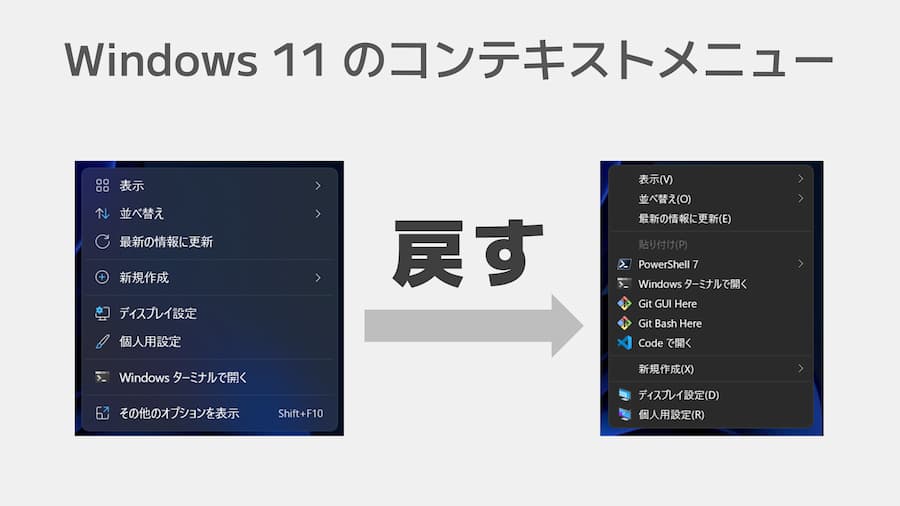 Windows 11 のコンテキストメニュー
表示
並べ替え
最新の情報に更新
新規作成
ディスプレイ設定
個人用設定
Windows ターミナルで開く
その他のオプションを表示 Shift+F10
戻す
表示(V)
並べ替え(O)
最新の情報に更新(E)
貼り付け(P)
PowerShell 7
Windows ターミナルで開く
Git GUI Here
Git Bash Here
Code で開く
新規作成(X)
ディスプレイ設定(D)
個人用設定(R)